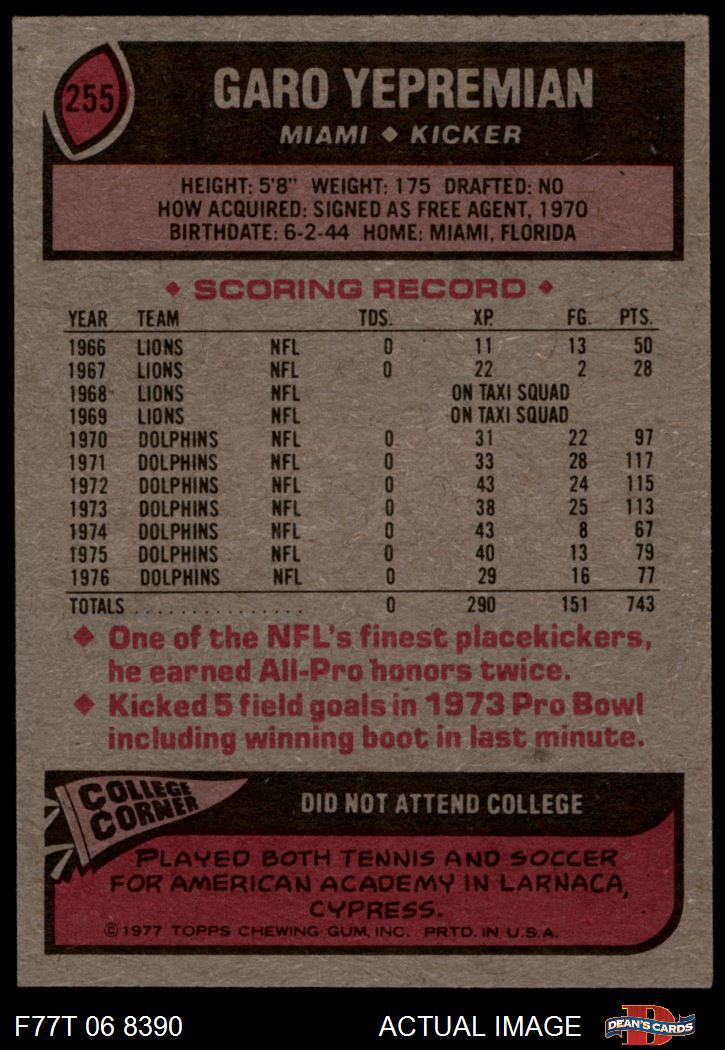 255
GARO YEPREMIAN
MIAMI ◆ KICKER
HEIGHT: 5'8" WEIGHT: 175 DRAFTED: NO
HOW ACQUIRED: SIGNED AS FREE AGENT, 1970
BIRTHDATE: 6-2-44 HOME: MIAMI, FLORIDA
◆ SCORING RECORD ◆
YEAR TEAM TDS. XP. FG. PTS.
1966 LIONS NFL 0 11 13 50
1967 LIONS NFL 0 22 2 28
1968 LIONS NFL ON TAXI SQUAD
1969 LIONS NFL ON TAXI SQUAD
1970 DOLPHINS NFL 0 31 22 97
1971 DOLPHINS NFL 0 33 28 117
1972 DOLPHINS NFL 0 43 24 115
1973 DOLPHINS NFL 0 38 25 113
1974 DOLPHINS NFL 0 43 8 67
1975 DOLPHINS NFL 0 40 13 79
1976 DOLPHINS NFL 0 29 16 77
TOTALS . . . . . . . . . . . . . . . . 0 290 151 743
◆ One of the NFL's finest placekickers,
he earned All-Pro honors twice.
◆ Kicked 5 field goals in 1973 Pro Bowl
including winning boot in last minute.
COLLEGE
CORNER
DID NOT ATTEND COLLEGE
PLAYED BOTH TENNIS AND SOCCER
FOR AMERICAN ACADEMY IN LARNACA,
CYPRESS.
©1977 TOPPS CHEWING GUM, INC. PRTD. IN U.S.A.
F77T 06 8390
ACTUAL IMAGE
D
DEAN'S CARDS